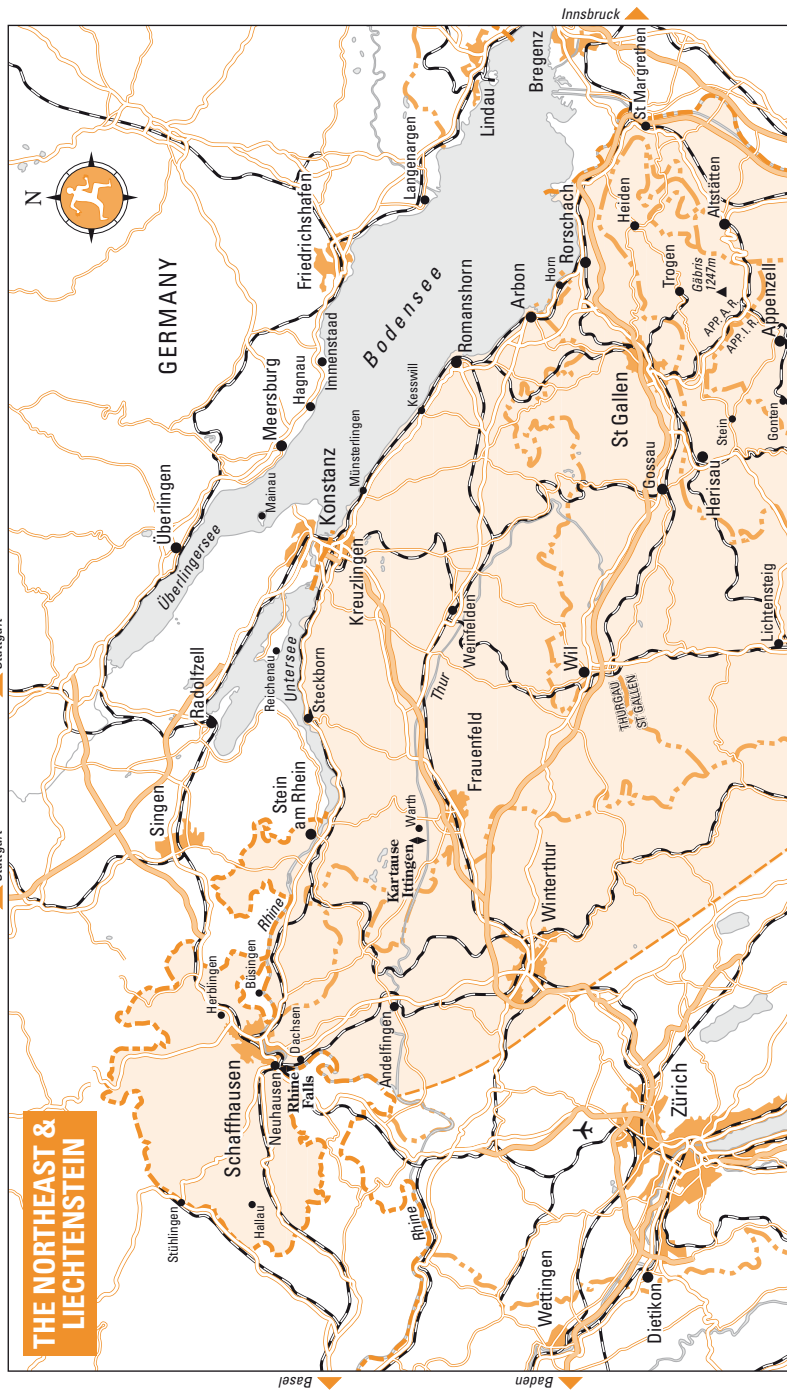 THE NORTHEAST &
LIECHTENSTEIN
N
Stuttgart
Stuttgart
Innsbruck
Basel
Baden
GERMANY
Stühlingen
Hallau
Schaffhausen
Neuhausen
Rhine
Falls
Dachsen
Herblingen
Büsingen
Rhine
Singen
Radolfzell
Stein
am Rhein
Reichenau
Untersee
Steckborn
Überlingen
Überlingersee
Mainau
Meersburg
Hagnau
Immenstaad
Friedrichshafen
Langenargen
Lindau
Bregenz
Bodensee
Konstanz
Kreuzlingen
Münsterlingen
Kesswill
Romanshorn
Arbon
Horn
Rorschach
St Margrethen
Heiden
Altstätten
Trogen
Gäbris
1247m
APP. A. R.
APP. I. R.
Appenzell
Gonten
Stein
St Gallen
Gossau
Herisau
Lichtensteig
Wil
THURGAU
ST GALLEN
Weinfelden
Thur
Frauenfeld
Warth
Kartause
Ittingen
Andelfingen
Winterthur
Rhine
Zürich
Wettingen
Dietikon